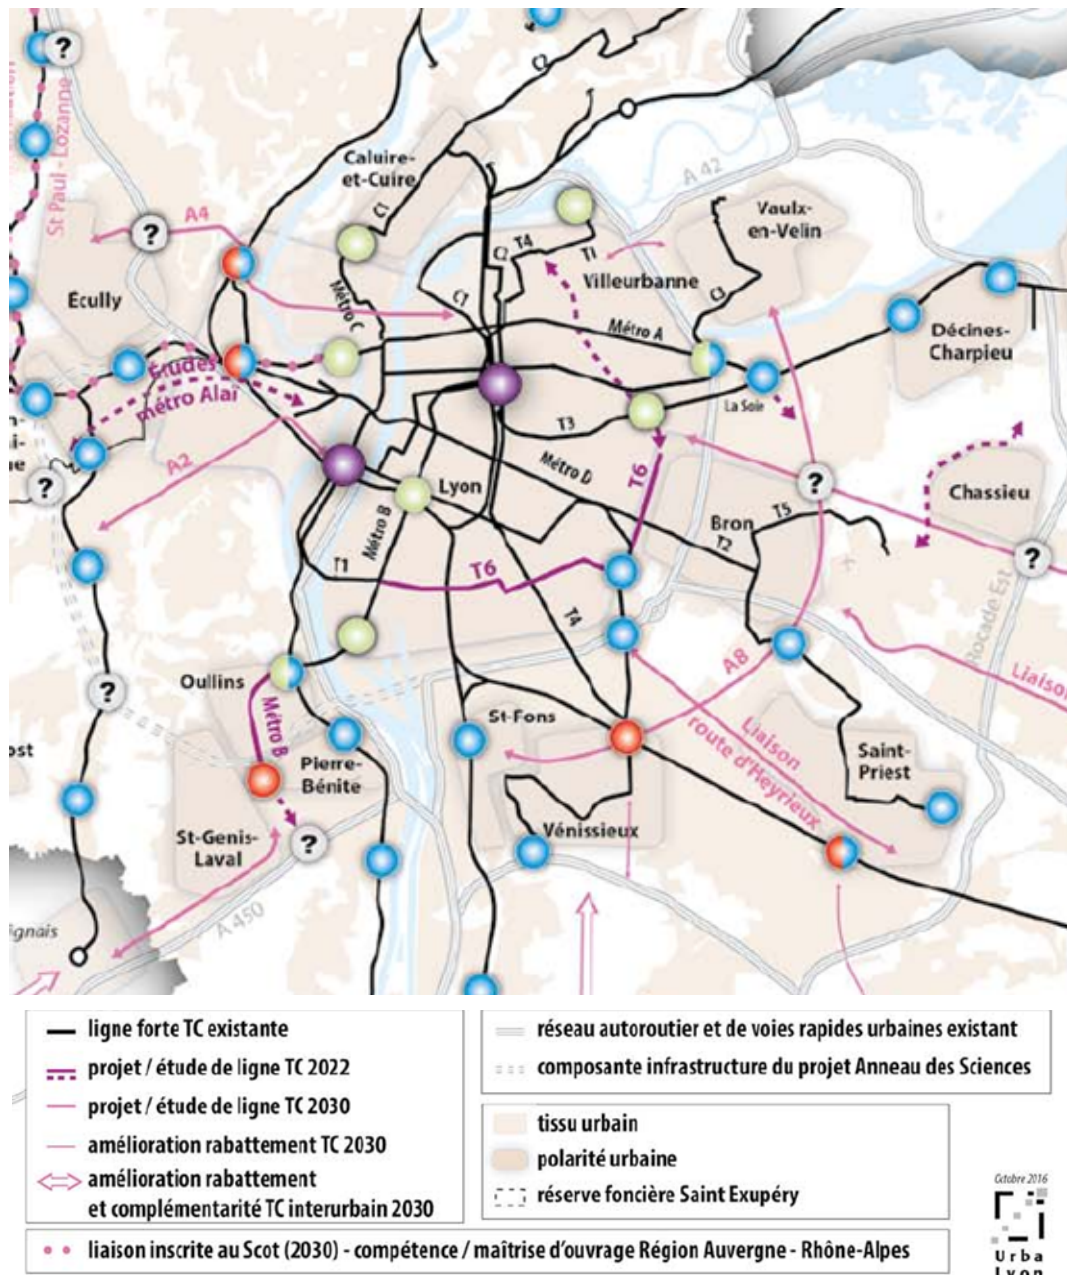 C2
?
St Paul - Lozanne
Caluire-
et-Cuire
A 42
C1
Vaulx-
en-Velin
A4
?
C2
T4
T1
Villeurbanne
Écully
Métro C
C1
C3
Métro A
Décines-
Charpieu
Études
métro Alaï
La Soie
T3
A2
?
Lyon
Métro D
T6
?
Chassieu
Métro B
Bron
T5
T2
T1
T6
T4
?
Rocade Est
A8
Liaison
Oullins
?
Métro B
St-Fons
Liaison
route d'Heyrieux
Saint-
Priest
ost
Pierre-
Bénite
St-Genis-
Laval
?
Vénissieux
A 450
gnais
ligne forte TC existante
projet / étude de ligne TC 2022
projet / étude de ligne TC 2030
amélioration rabattement TC 2030
amélioration rabattement
et complémentarité TC interurbain 2030
réseau autoroutier et de voies rapides urbaines existant
composante infrastructure du projet Anneau des Sciences
tissu urbain
polarité urbaine
réserve foncière Saint Exupéry
liaison inscrite au Scot (2030) - compétence / maîtrise d'ouvrage Région Auvergne - Rhône-Alpes
Octobre 2016
Urba
Lyon